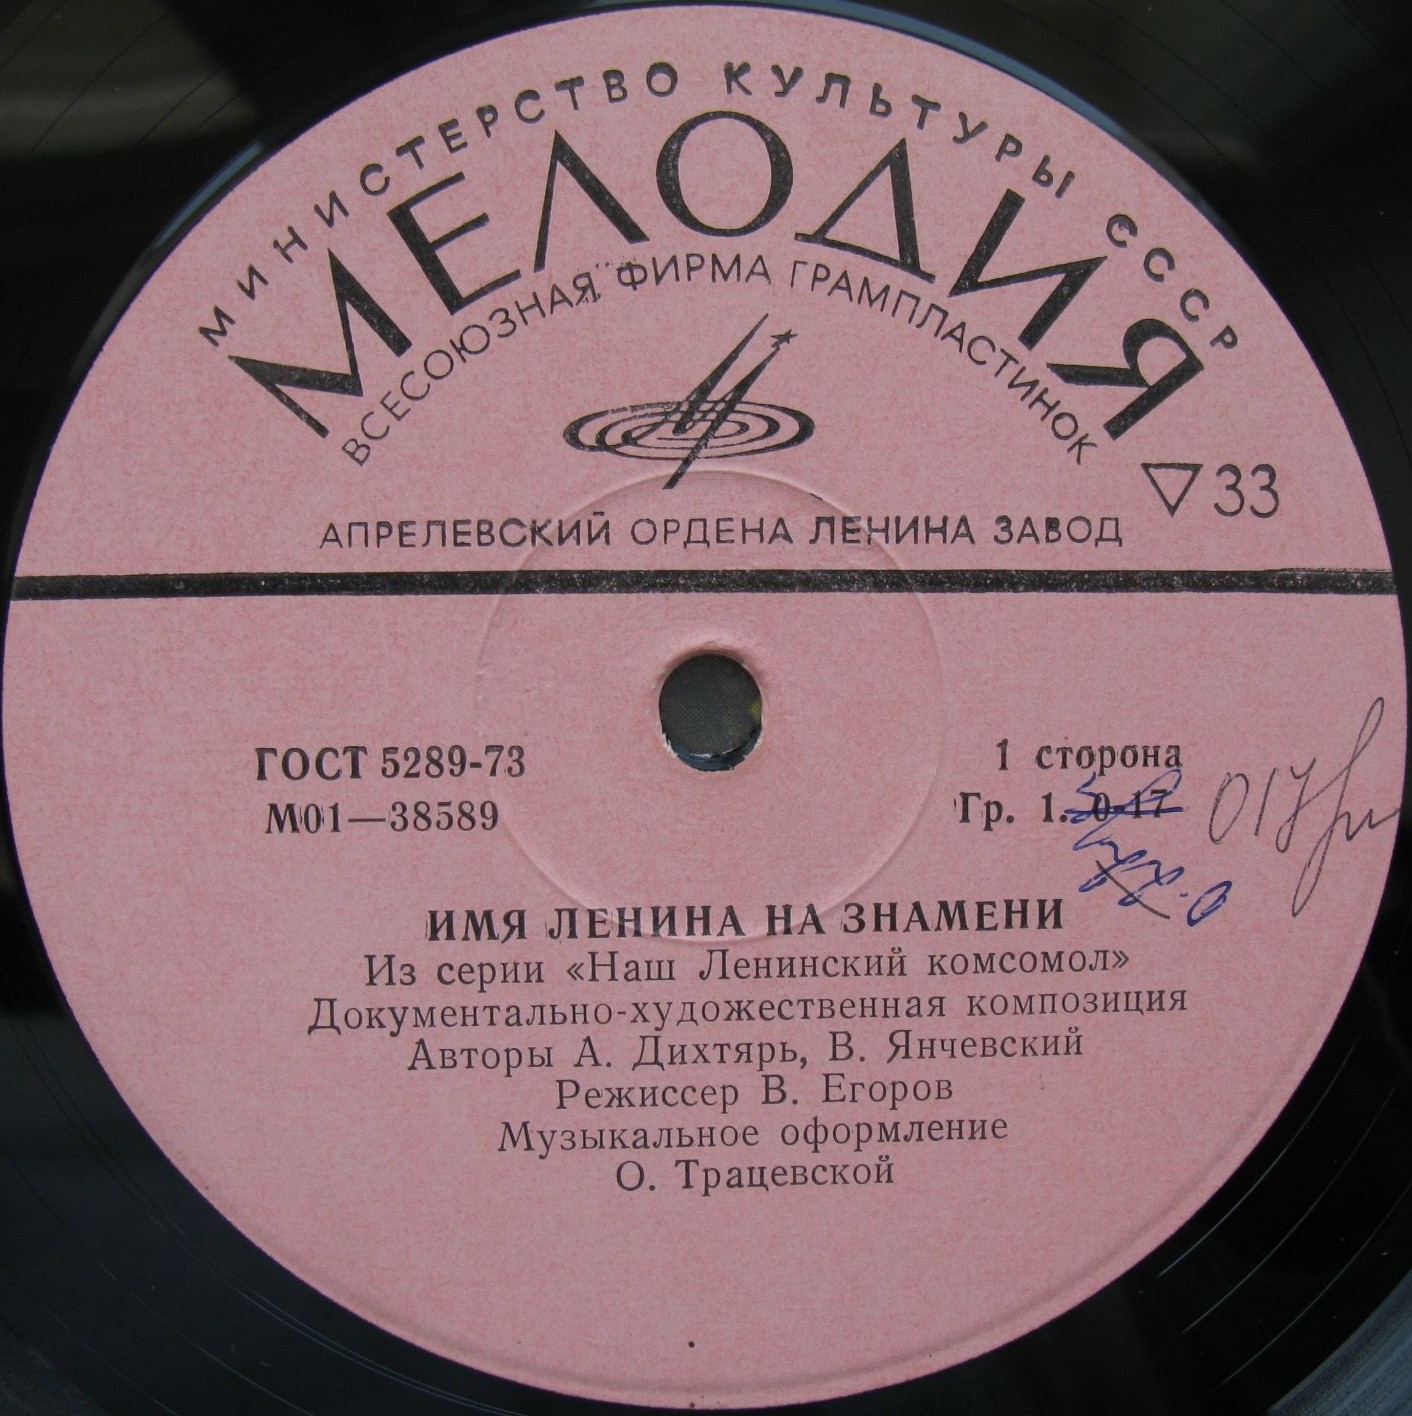 МИНИСТЕРСТВО КУЛЬТУРЫ СССР
МЕЛОДИЯ
ВСЕСОЮЗНАЯ ФИРМА ГРАМПЛАСТИНОК
33
АПРЕЛЕВСКИЙ ОРДЕНА ЛЕНИНА ЗАВОД
ГОСТ 5289-73
1 сторона
М01—38589
Гр. 1. 0-17
ИМЯ ЛЕНИНА НА ЗНАМЕНИ
Из серии «Наш Ленинский комсомол»
Документально-художественная композиция
Авторы А. Дихтярь, В. Янчевский
Режиссер В. Егоров
Музыкальное оформление
О. Трацевской